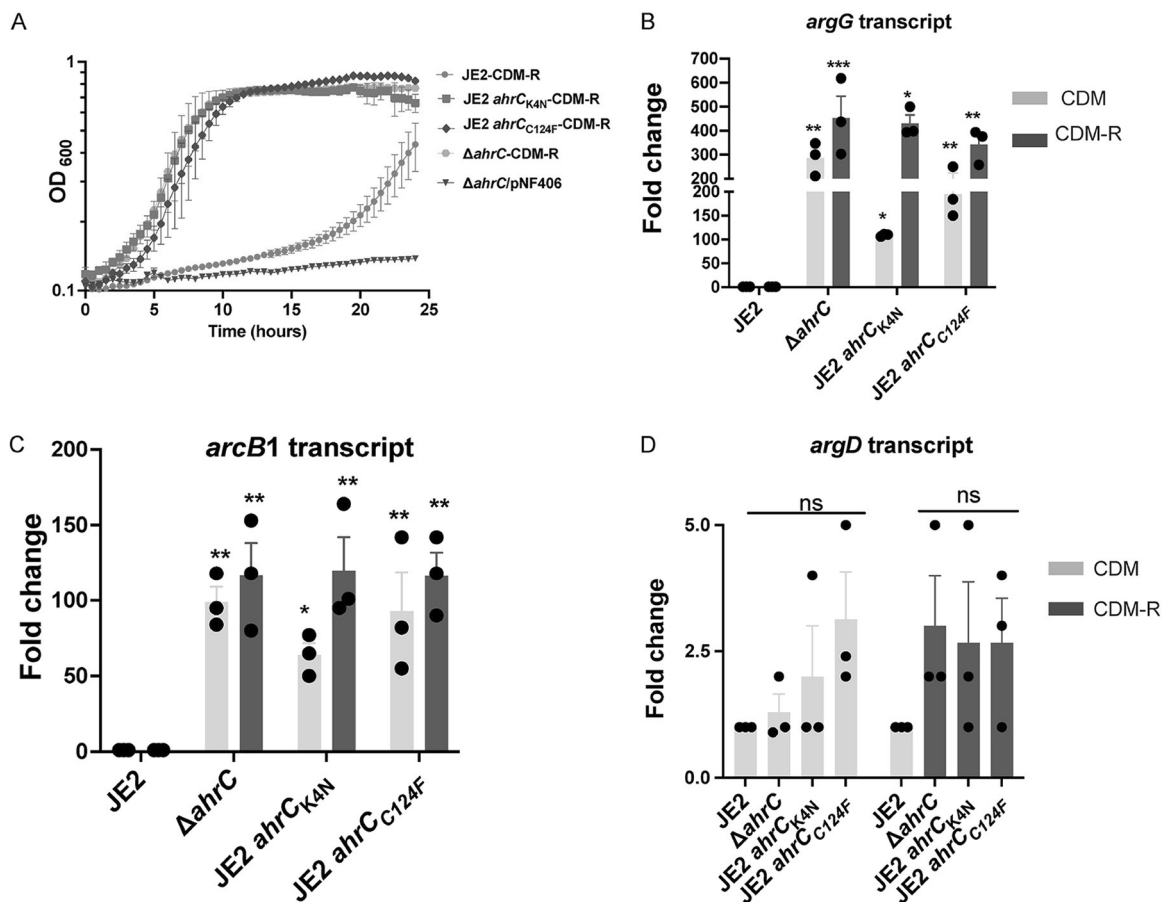 A
OD600
1
0.1
0
5
10
15
20
25
Time (hours)
JE2-CDM-R
JE2 ahrCK4N-CDM-R
JE2 ahrCC124F-CDM-R
ΔahrC-CDM-R
ΔahrC/pNF406
B
argG transcript
Fold change
700
600
500
400
300
200
200
150
100
50
0
**
***
*
*
**
**
JE2
ΔahrC
JE2 ahrCK4N
JE2 ahrCC124F
CDM
CDM-R
C
arcB1 transcript
Fold change
200
150
100
50
0
**
**
*
**
**
**
JE2
ΔahrC
JE2 ahrCK4N
JE2 ahrCC124F
D
argD transcript
Fold change
5.0
2.5
0.0
ns
ns
JE2
ΔahrC
JE2 ahrCK4N
JE2 ahrCC124F
JE2
ΔahrC
JE2 ahrCK4N
JE2 ahrCC124F
CDM
CDM-R